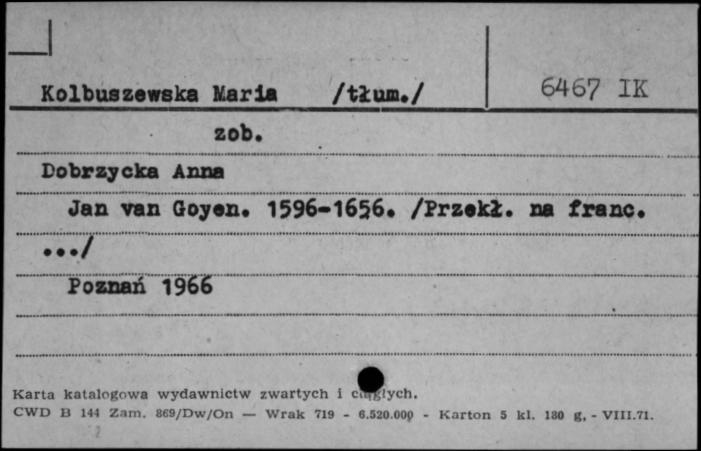 Kolbuszewska Maria /tłum./ 6467 IK
zob.
Dobrzycka Anna
Jan van Goyen. 1596-1656. /Przekł. na franc.
.../
Poznań 1966
Karta katalogowa wydawnictw zwartych i ciągłych.
CWD B 144 Zam. 869/Dw/On — Wrak 719 - 6.520.000 - Karton 5 kl. 180 g, - VIII.71.